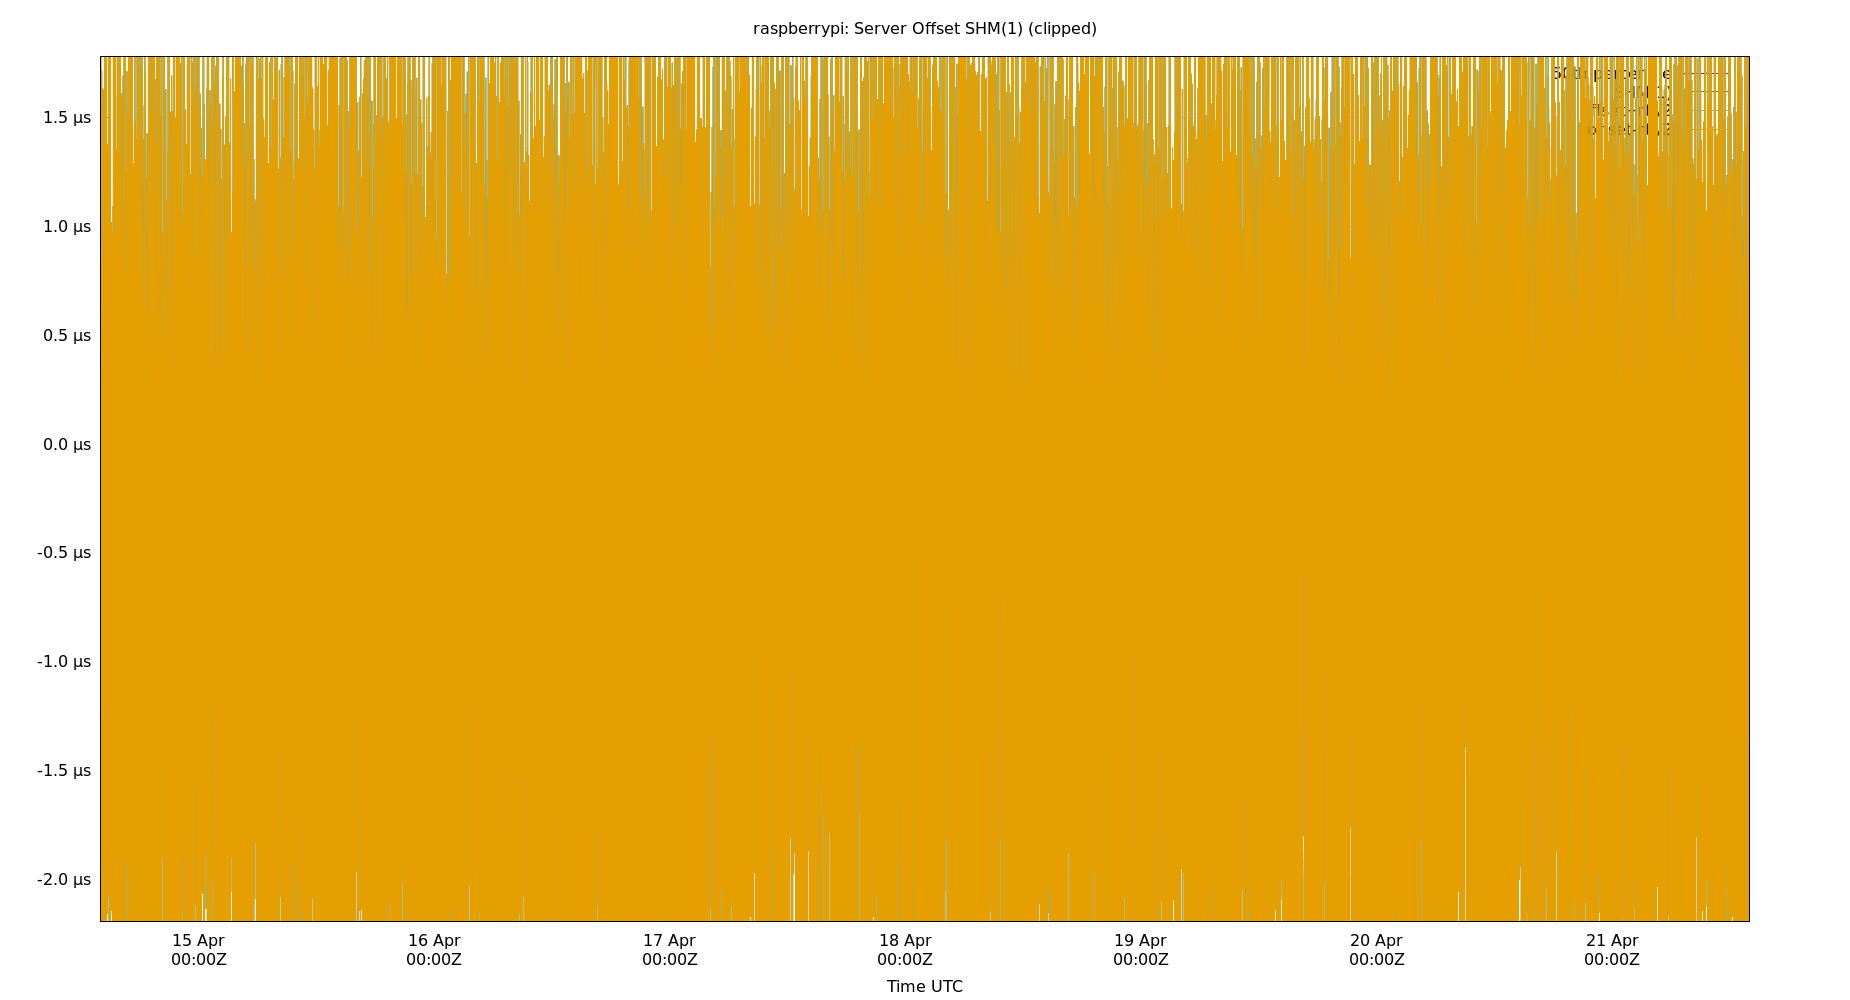 raspberrypi: Server Offset SHM(1) (clipped)
1.5 µs
1.0 µs
0.5 µs
0.0 µs
-0.5 µs
-1.0 µs
-1.5 µs
-2.0 µs
15 Apr
00:00Z
16 Apr
00:00Z
17 Apr
00:00Z
18 Apr
00:00Z
19 Apr
00:00Z
20 Apr
00:00Z
21 Apr
00:00Z
Time UTC